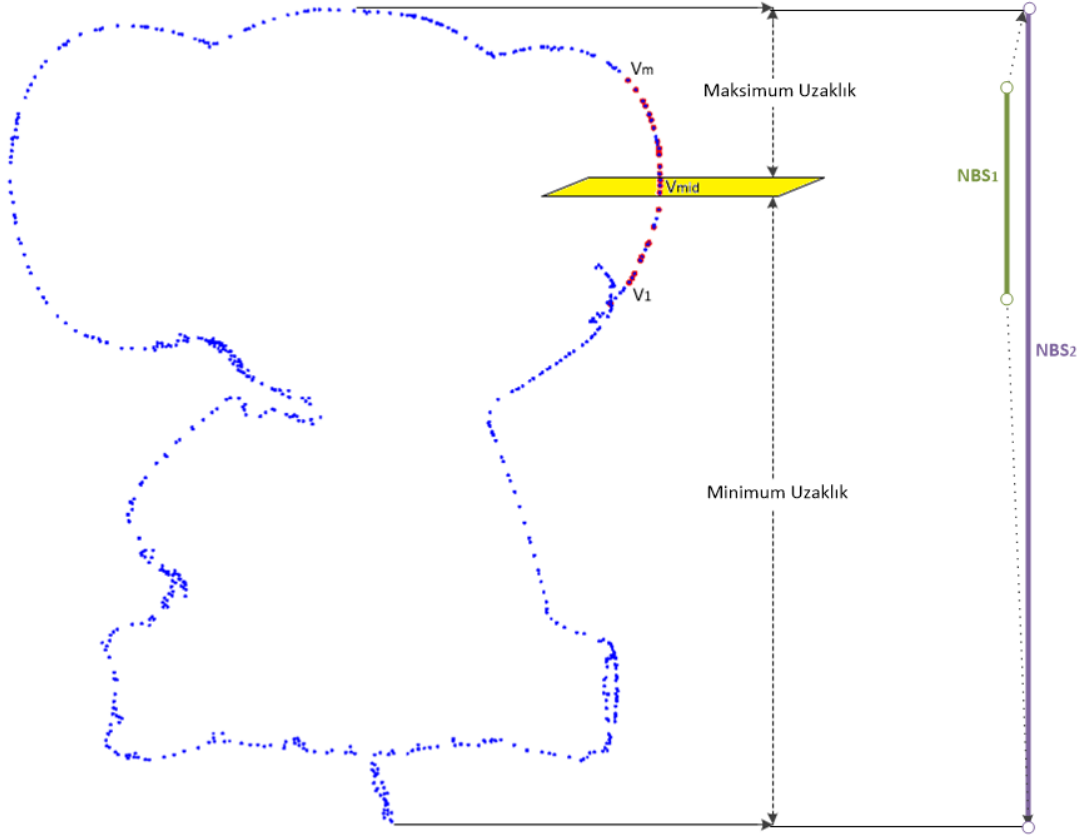 Vm
Maksimum Uzaklık
NBS1
Vmid
V1
NBS2
Minimum Uzaklık